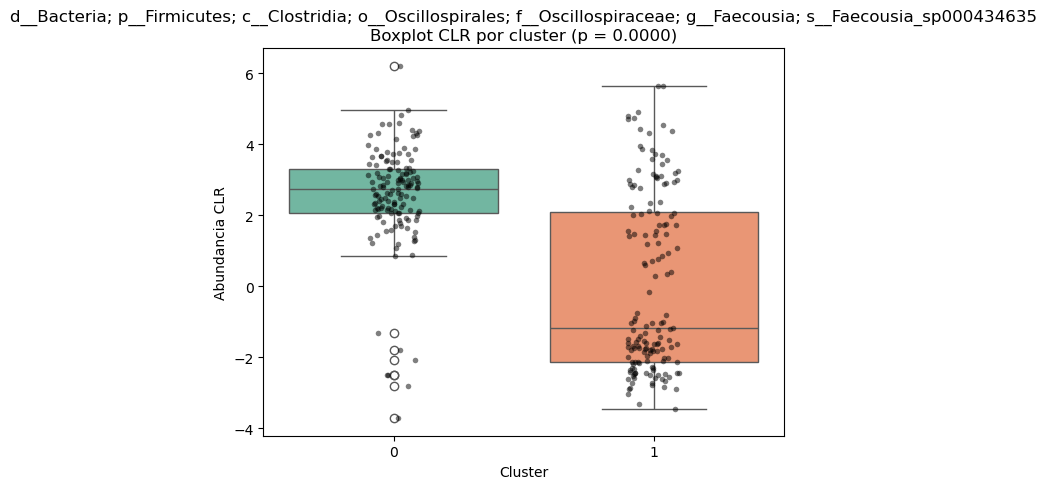 d__Bacteria; p__Firmicutes; c__Clostridia; o__Oscillospirales; f__Oscillospiraceae; g__Faecousia; s__Faecousia_sp000434635
Boxplot CLR por cluster (p = 0.0000)
6
4
2
0
−2
−4
Abundancia CLR
0 1
Cluster